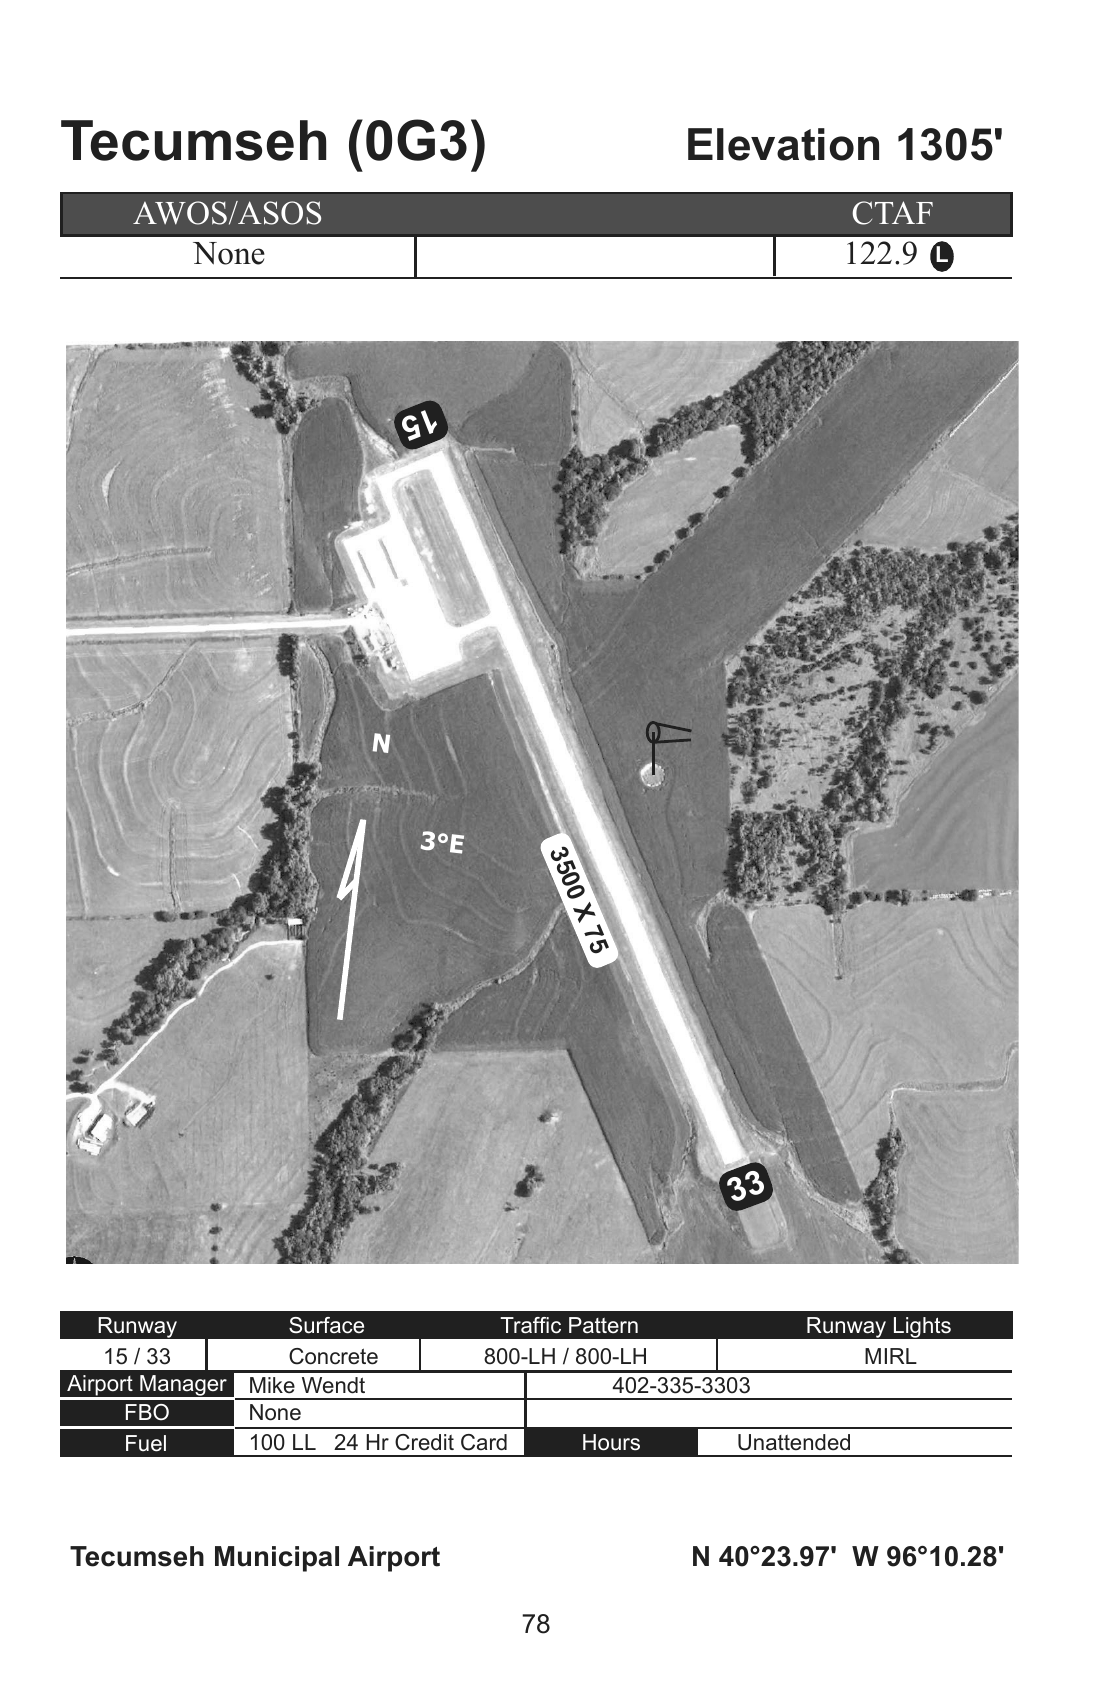 Tecumseh (0G3) Elevation 1305'
AWOS/ASOS CTAF
None 122.9 L
15
N
3°E
3500 X 75
33
Runway Surface Traffic Pattern Runway Lights
15 / 33 Concrete 800-LH / 800-LH MIRL
Airport Manager Mike Wendt 402-335-3303
FBO None
Fuel 100 LL 24 Hr Credit Card Hours Unattended
Tecumseh Municipal Airport N 40°23.97' W 96°10.28'
78